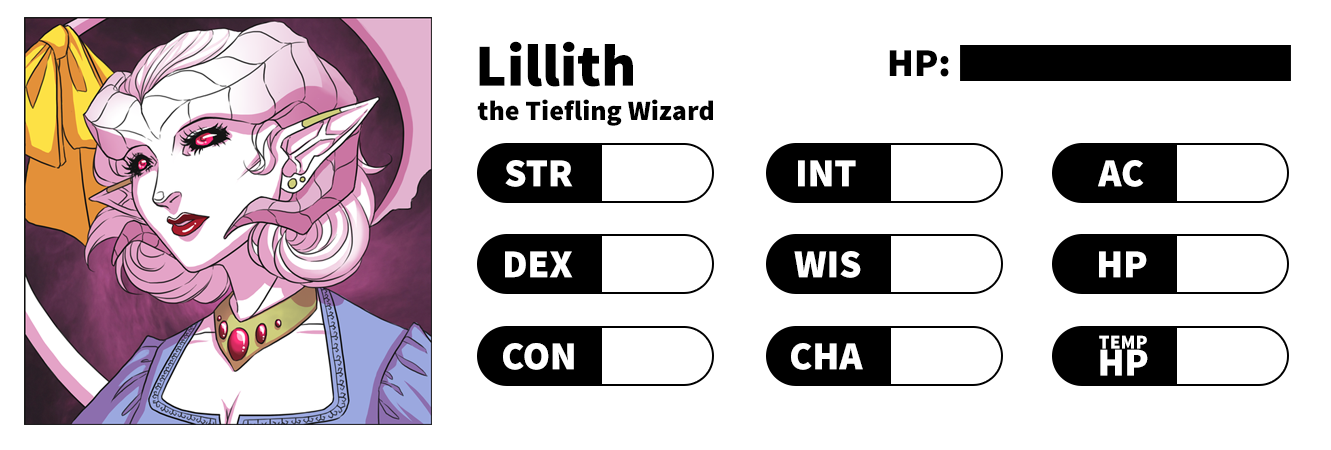 Lillith
the Tiefling Wizard
HP:
STR
INT
AC
DEX
WIS
HP
CON
CHA
TEMP
HP